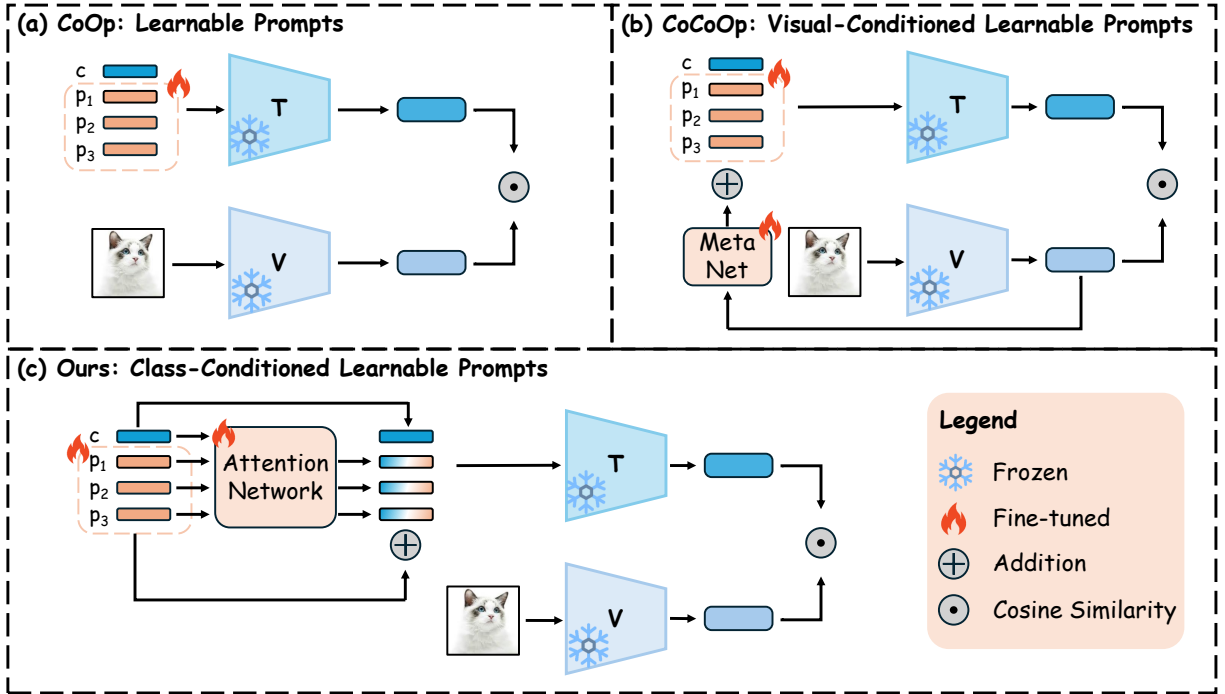 (a) CoOp: Learnable Prompts
c
p1
p2
p3
T
V
(b) CoCoOp: Visual-Conditioned Learnable Prompts
c
p1
p2
p3
T
Meta
Net
V
(c) Ours: Class-Conditioned Learnable Prompts
c
p1
p2
p3
Attention
Network
T
V
Legend
Frozen
Fine-tuned
Addition
Cosine Similarity